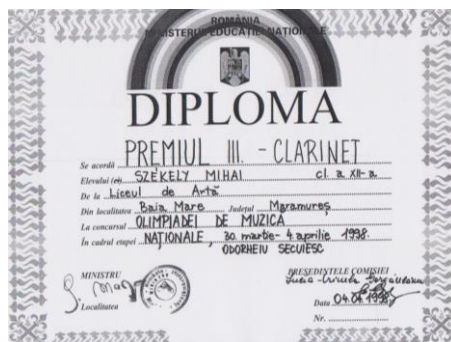 ROMÂNIA
MINISTERUL EDUCAȚIEI NAȚIONALE
DIPLOMA
Se acordă PREMIUL III. - CLARINET
Elevului (ei) SZÉKELY MIHAI cl. a XII-a
De la Liceul de Artă
Din localitatea Baia Mare Județul Maramureș
La concursul OLIMPIADEI DE MUZICA
În cadrul etapei NAȚIONALE, 30 martie - 4 aprilie 1998.
ODORHEIU SECUIESC
MINISTRU
PREȘEDINTELE COMISIEI
Localitatea
Data 04.04.1998
Nr.